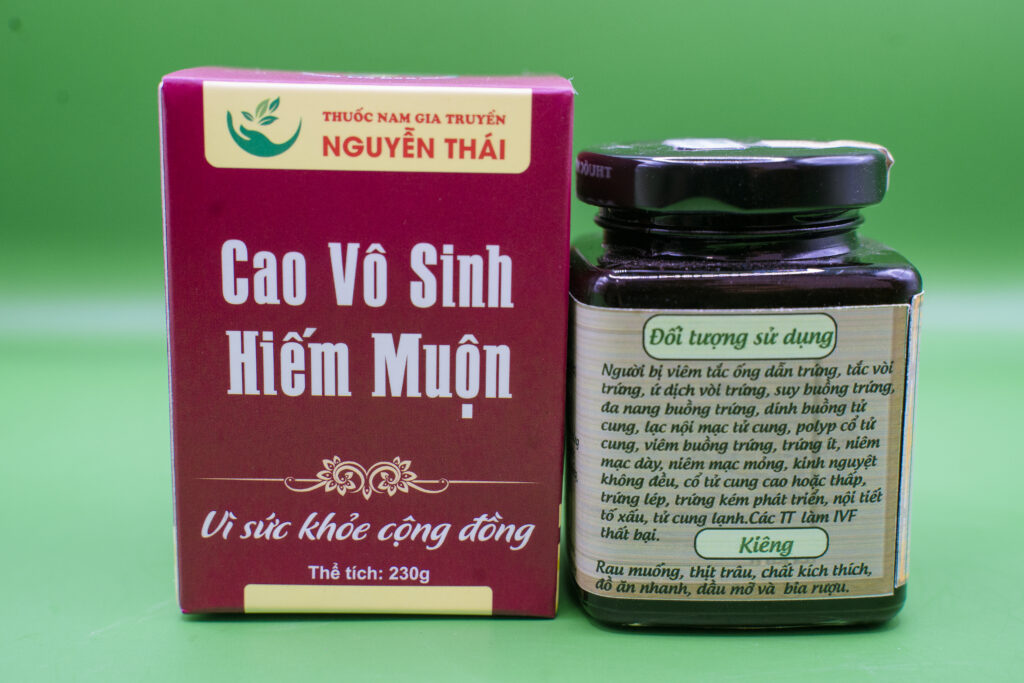 THUỐC NAM GIA TRUYỀN
NGUYỄN THÁI
Cao Vô Sinh
Hiếm Muộn
Vì sức khỏe cộng đồng
Thể tích: 230g
Đối tượng sử dụng
Người bị viêm tắc ống dẫn trứng, tắc vòi
trứng, ứ dịch vòi trứng, suy buồng trứng,
đa nang buồng trứng, dính buồng tử
cung, lạc nội mạc tử cung, polyp cổ tử
cung, viêm buồng trứng, trứng ít, niêm
mạc dày, niêm mạc mỏng, kinh nguyệt
không đều, cổ tử cung cao hoặc thấp,
trứng lép, trứng kém phát triển, nội tiết
tố xấu, tử cung lạnh.Các TT làm IVF
thất bại.
Kiêng
Rau muống, thịt trâu, chất kích thích,
đồ ăn nhanh, dầu mỡ và bia rượu.